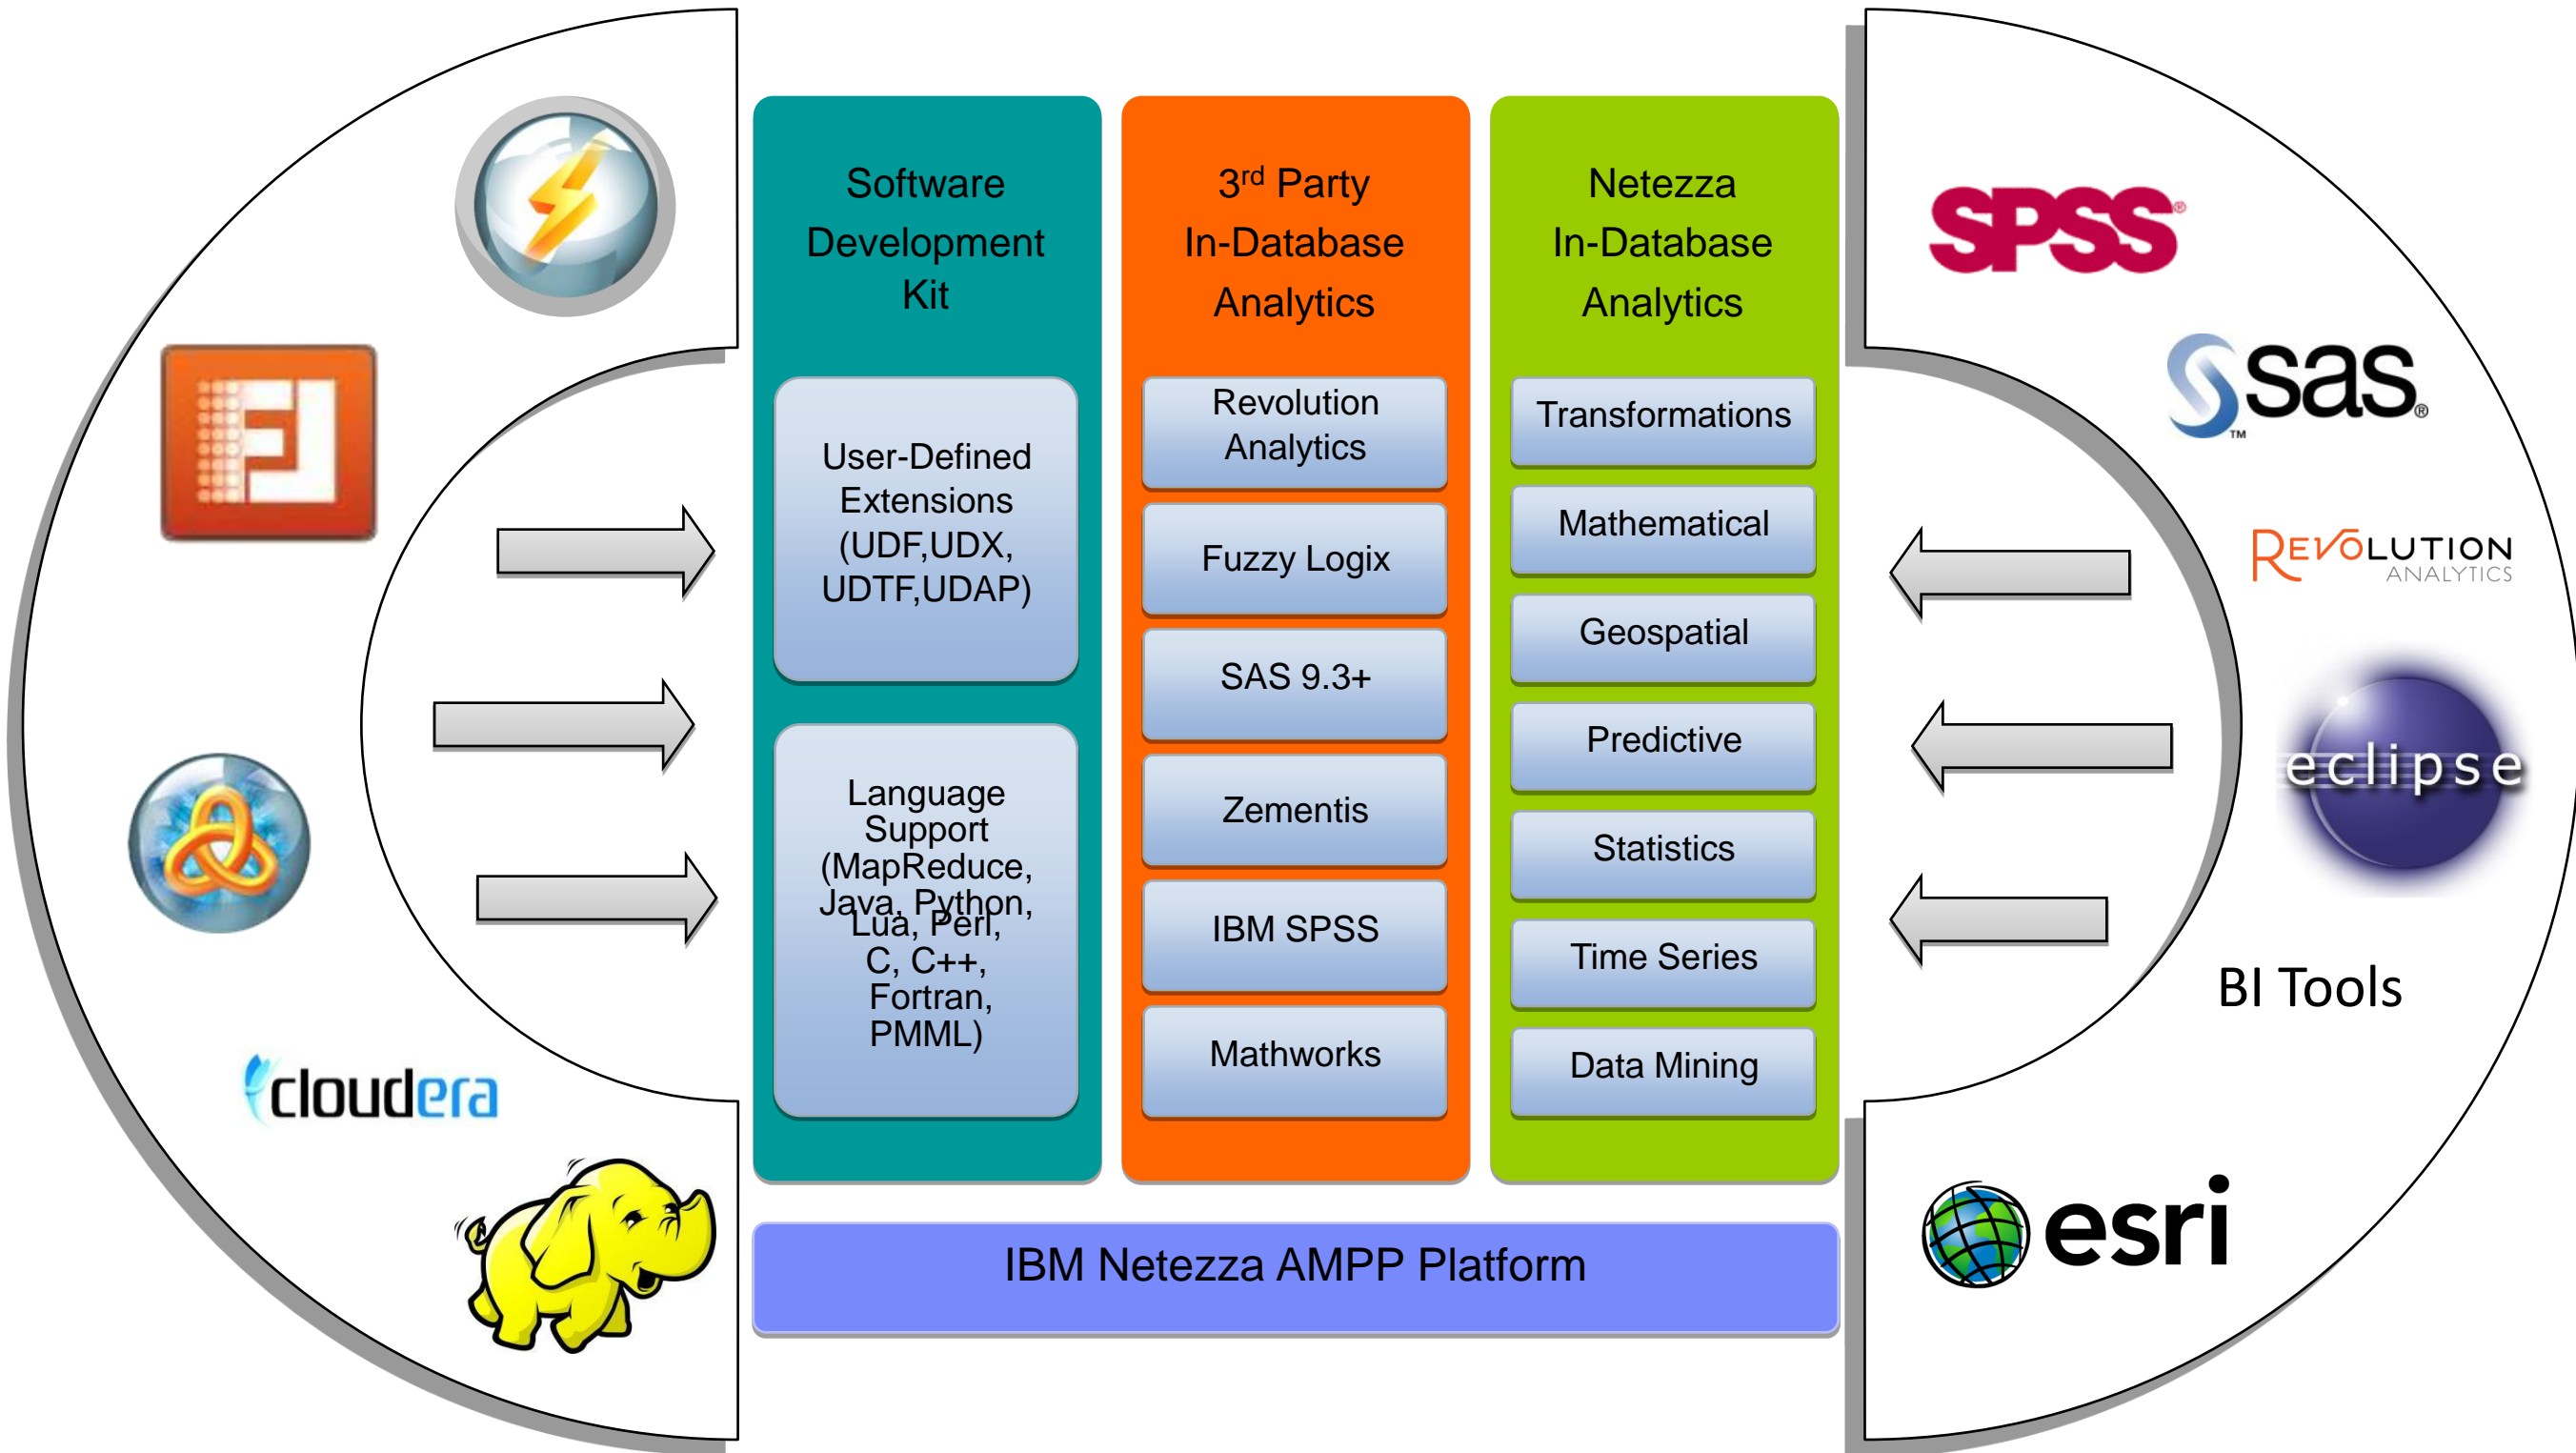 Software
Development
Kit
User-Defined
Extensions
(UDF,UDX,
UDTF,UDAP)
Language
Support
(MapReduce,
Java, Python,
Lua, Perl,
C, C++,
Fortran,
PMML)
3rd Party
In-Database
Analytics
Revolution
Analytics
Fuzzy Logix
SAS 9.3+
Zementis
IBM SPSS
Mathworks
Netezza
In-Database
Analytics
Transformations
Mathematical
Geospatial
Predictive
Statistics
Time Series
Data Mining
IBM Netezza AMPP Platform
cloudera
SPSS®
sas®
TM
REVOLUTION
ANALYTICS
eclipse
BI Tools
esri